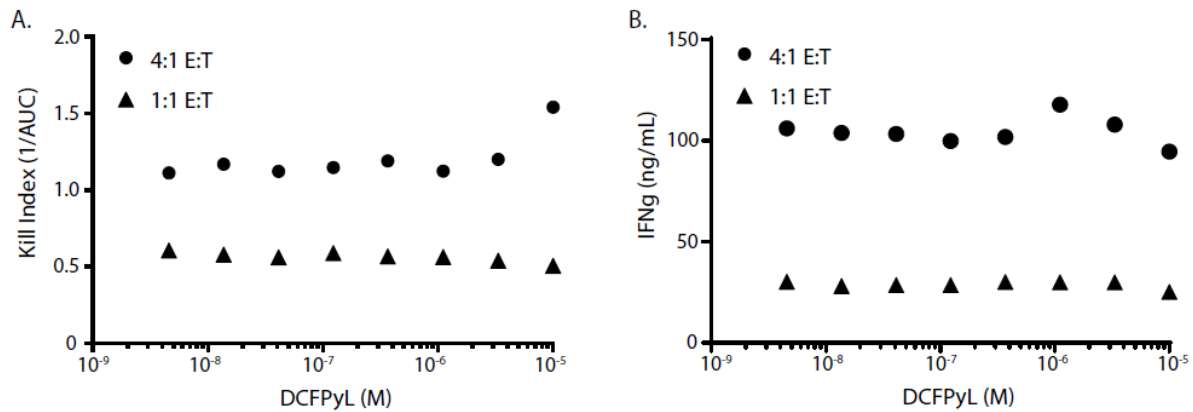 A.
2.0
1.5
1.0
0.5
0
Kill Index (1/AUC)
4:1 E:T
1:1 E:T
10-9
10-8
10-7
10-6
10-5
DCFPyL (M)
B.
150
100
50
0
IFNg (ng/mL)
4:1 E:T
1:1 E:T
10-9
10-8
10-7
10-6
10-5
DCFPyL (M)